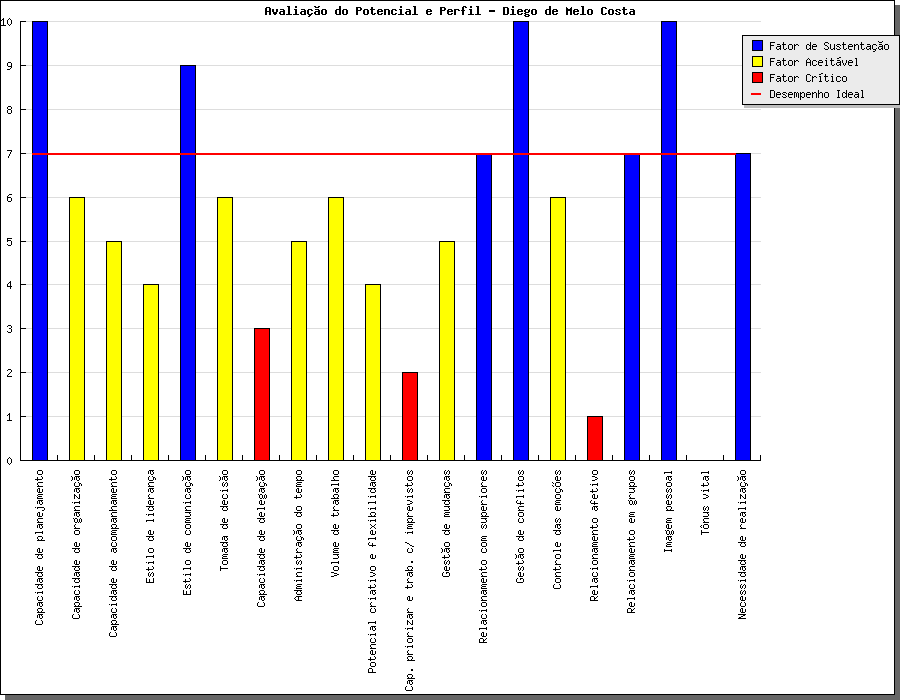 Avaliação do Potencial e Perfil - Diego de Melo Costa
Fator de Sustentação
Fator Aceitável
Fator Crítico
Desempenho Ideal
10
9
8
7
6
5
4
3
2
1
0
Capacidade de planejamento
Capacidade de organização
Capacidade de acompanhamento
Estilo de liderança
Estilo de comunicação
Tomada de decisão
Capacidade de delegação
Administração do tempo
Volume de trabalho
Potencial criativo e flexibilidade
Cap. priorizar e trab. c/ imprevistos
Gestão de mudanças
Relacionamento com superiores
Gestão de conflitos
Controle das emoções
Relacionamento afetivo
Relacionamento em grupos
Imagem pessoal
Tônus vital
Necessidade de realização